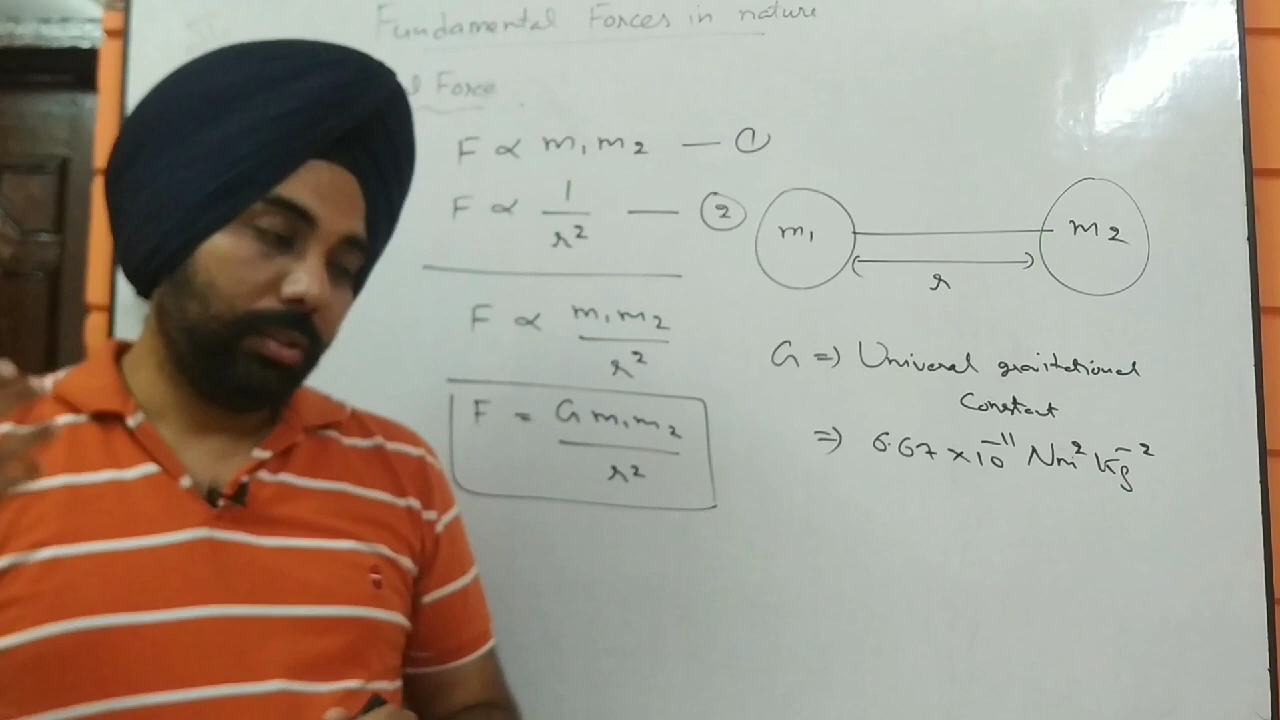 Fundamental Forces in nature
Force
F ∝ m₁m₂ — ①
F ∝ 1/r² — ②
F ∝ m₁m₂/r²
F = Gm₁m₂/r²
m₁
m₂
r
G => Univeral gravitational
Constant
=> 6.67 × 10⁻¹¹ Nm² kg⁻²